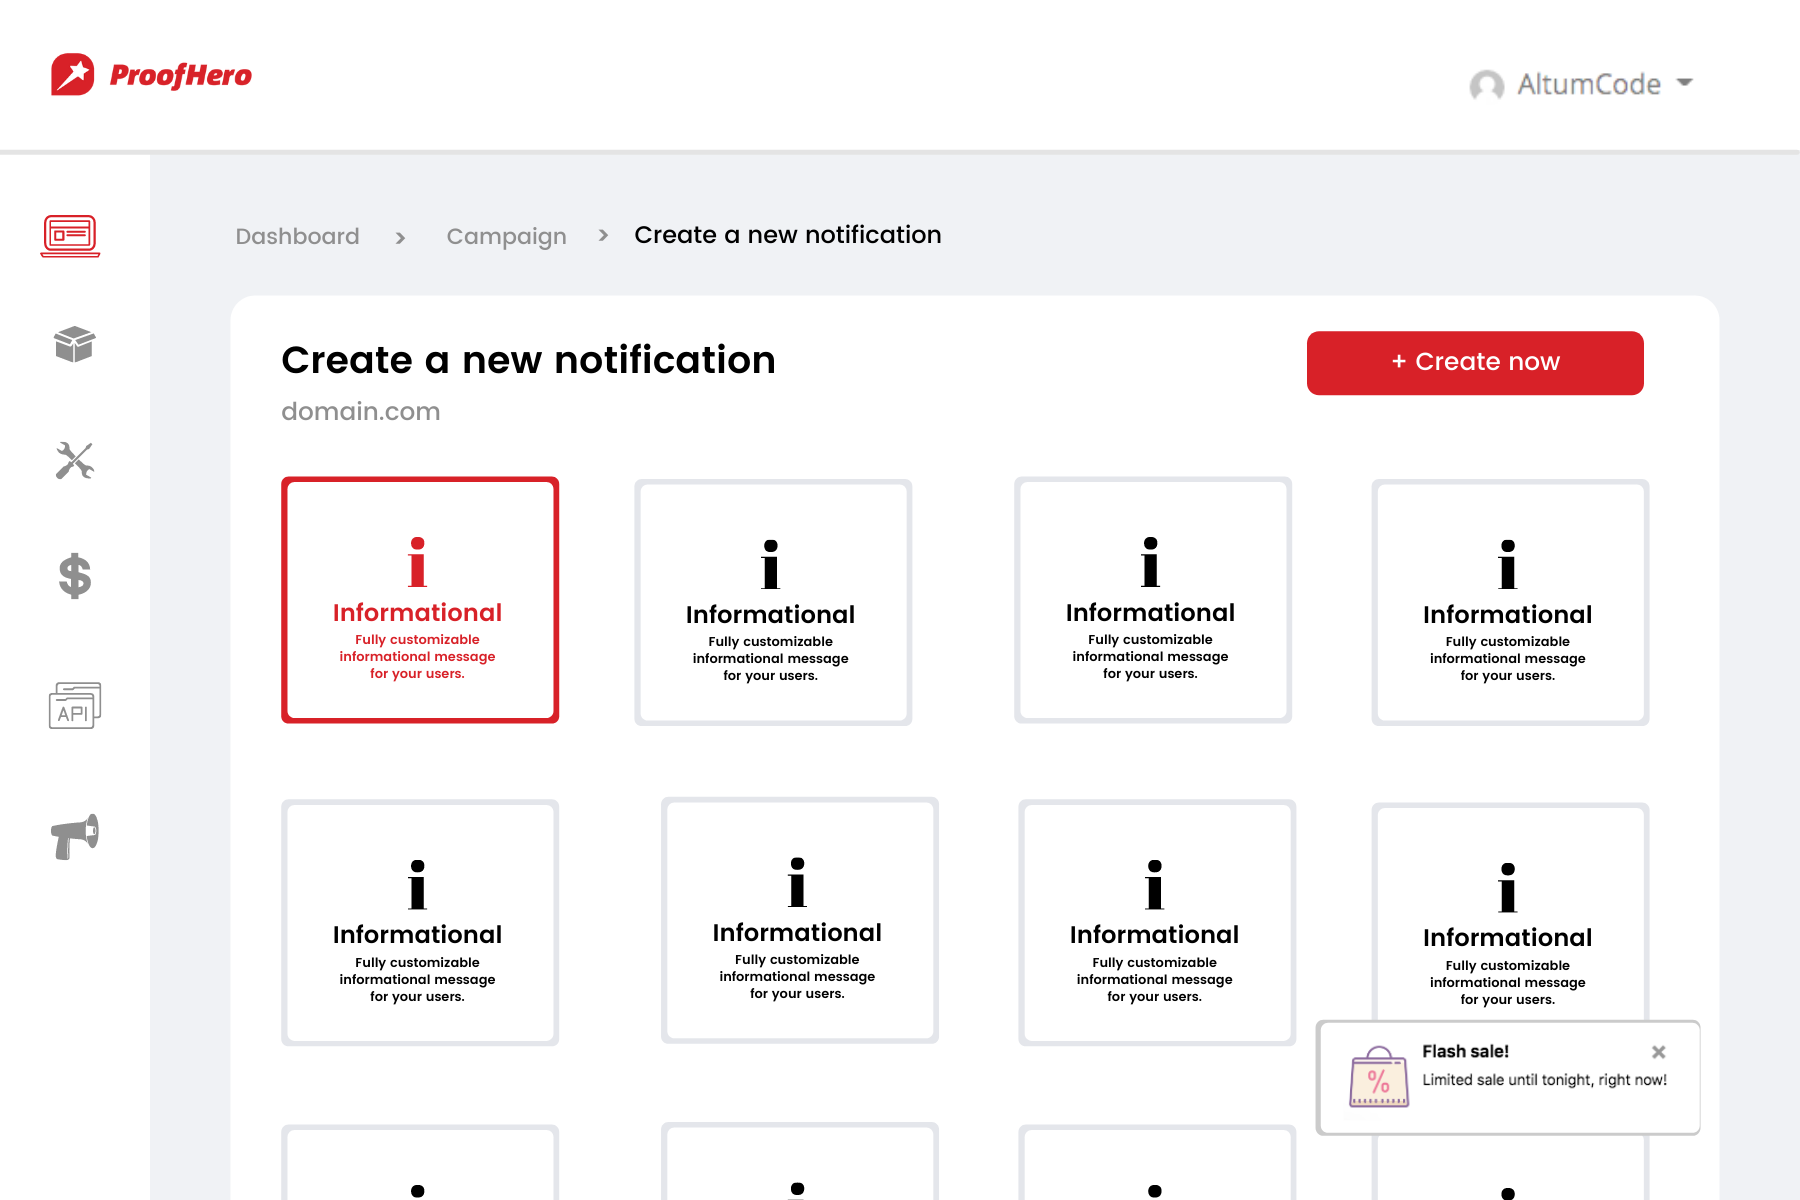 ProofHero
AltumCode
Dashboard > Campaign > Create a new notification
Create a new notification
+ Create now
domain.com
i
Informational
Fully customizable
informational message
for your users.
i
Informational
Fully customizable
informational message
for your users.
i
Informational
Fully customizable
informational message
for your users.
i
Informational
Fully customizable
informational message
for your users.
API
i
Informational
Fully customizable
informational message
for your users.
i
Informational
Fully customizable
informational message
for your users.
i
Informational
Fully customizable
informational message
for your users.
i
Informational
Fully customizable
informational message
for your users.
%
Flash sale!
Limited sale until tonight, right now!